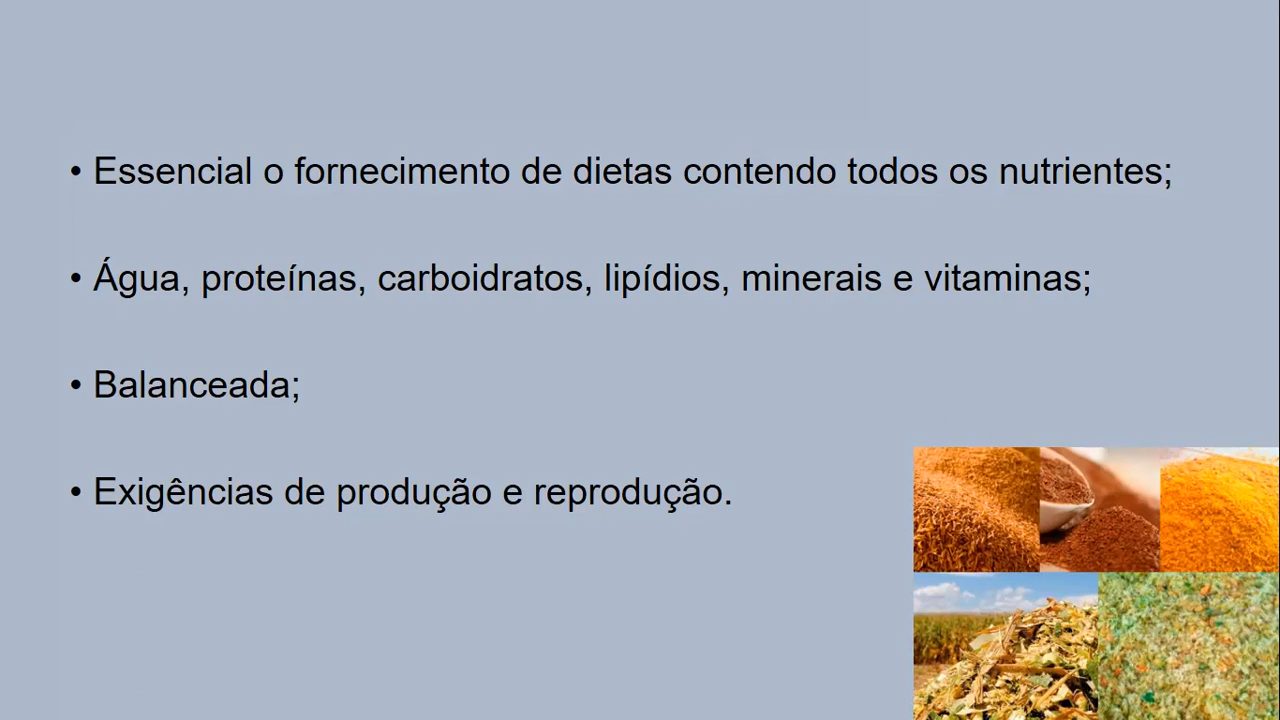 • Essencial o fornecimento de dietas contendo todos os nutrientes;
• Água, proteínas, carboidratos, lipídios, minerais e vitaminas;
• Balanceada;
• Exigências de produção e reprodução.